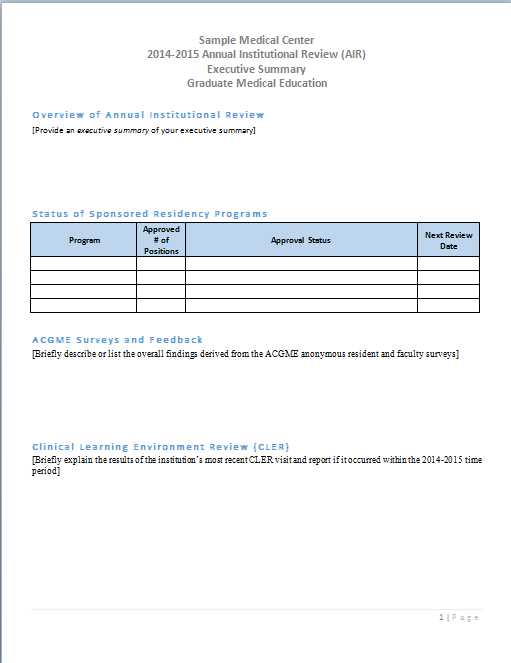 Sample Medical Center
2014-2015 Annual Institutional Review (AIR)
Executive Summary
Graduate Medical Education
Overview of Annual Institutional Review
[Provide an executive summary of your executive summary]
Status of Sponsored Residency Programs
Program
Approved
# of
Positions
Approval Status
Next Review
Date
ACGME Surveys and Feedback
[Briefly describe or list the overall findings derived from the ACGME anonymous resident and faculty surveys]
Clinical Learning Environment Review (CLER)
[Briefly explain the results of the institution's most recent CLER visit and report if it occurred within the 2014-2015 time
period]
1 | Page